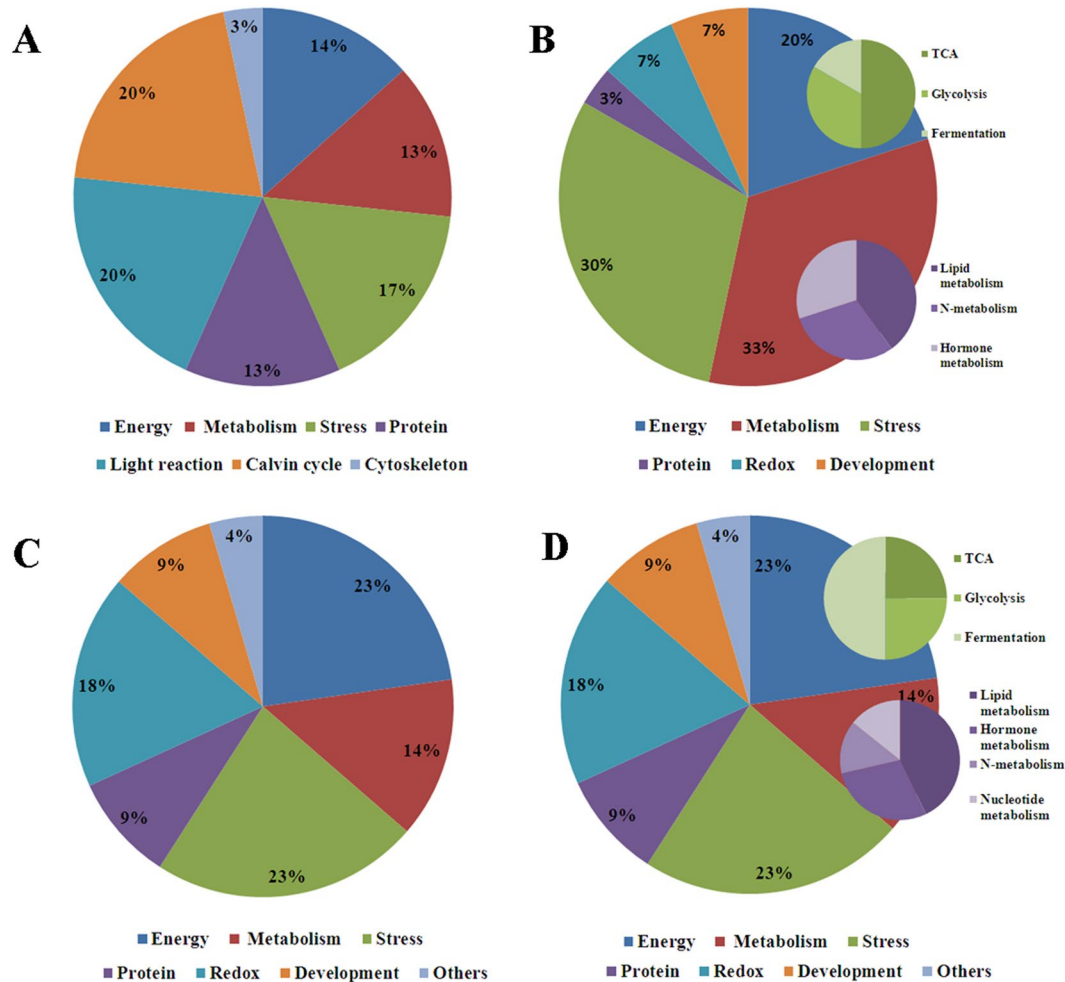 A
3%
14%
20%
13%
20%
17%
13%
Energy Metabolism Stress Protein
Light reaction Calvin cycle Cytoskeleton
B
7%
20%
7%
3%
30%
33%
TCA
Glycolysis
Fermentation
Lipid
metabolism
N-metabolism
Hormone
metabolism
Energy Metabolism Stress
Protein Redox Development
C
4%
9%
23%
18%
14%
9%
23%
Energy Metabolism Stress
Protein Redox Development Others
D
4%
9%
23%
18%
14%
9%
23%
TCA
Glycolysis
Fermentation
Lipid
metabolism
Hormone
metabolism
N-metabolism
Nucleotide
metabolism
Energy Metabolism Stress
Protein Redox Development Others